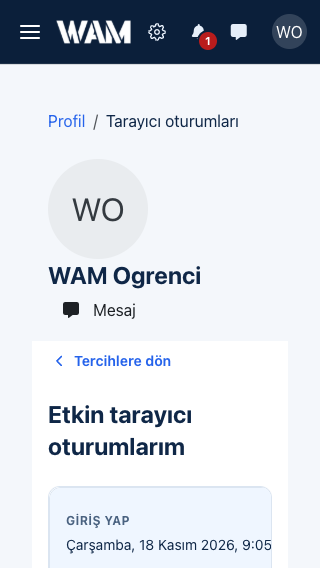 WAM
1
WO
Profil / Tarayıcı oturumları
WO
WAM Ogrenci
Mesaj
Tercihlere dön
Etkin tarayıcı
oturumlarım
GİRİŞ YAP
Çarşamba, 18 Kasım 2026, 9:05